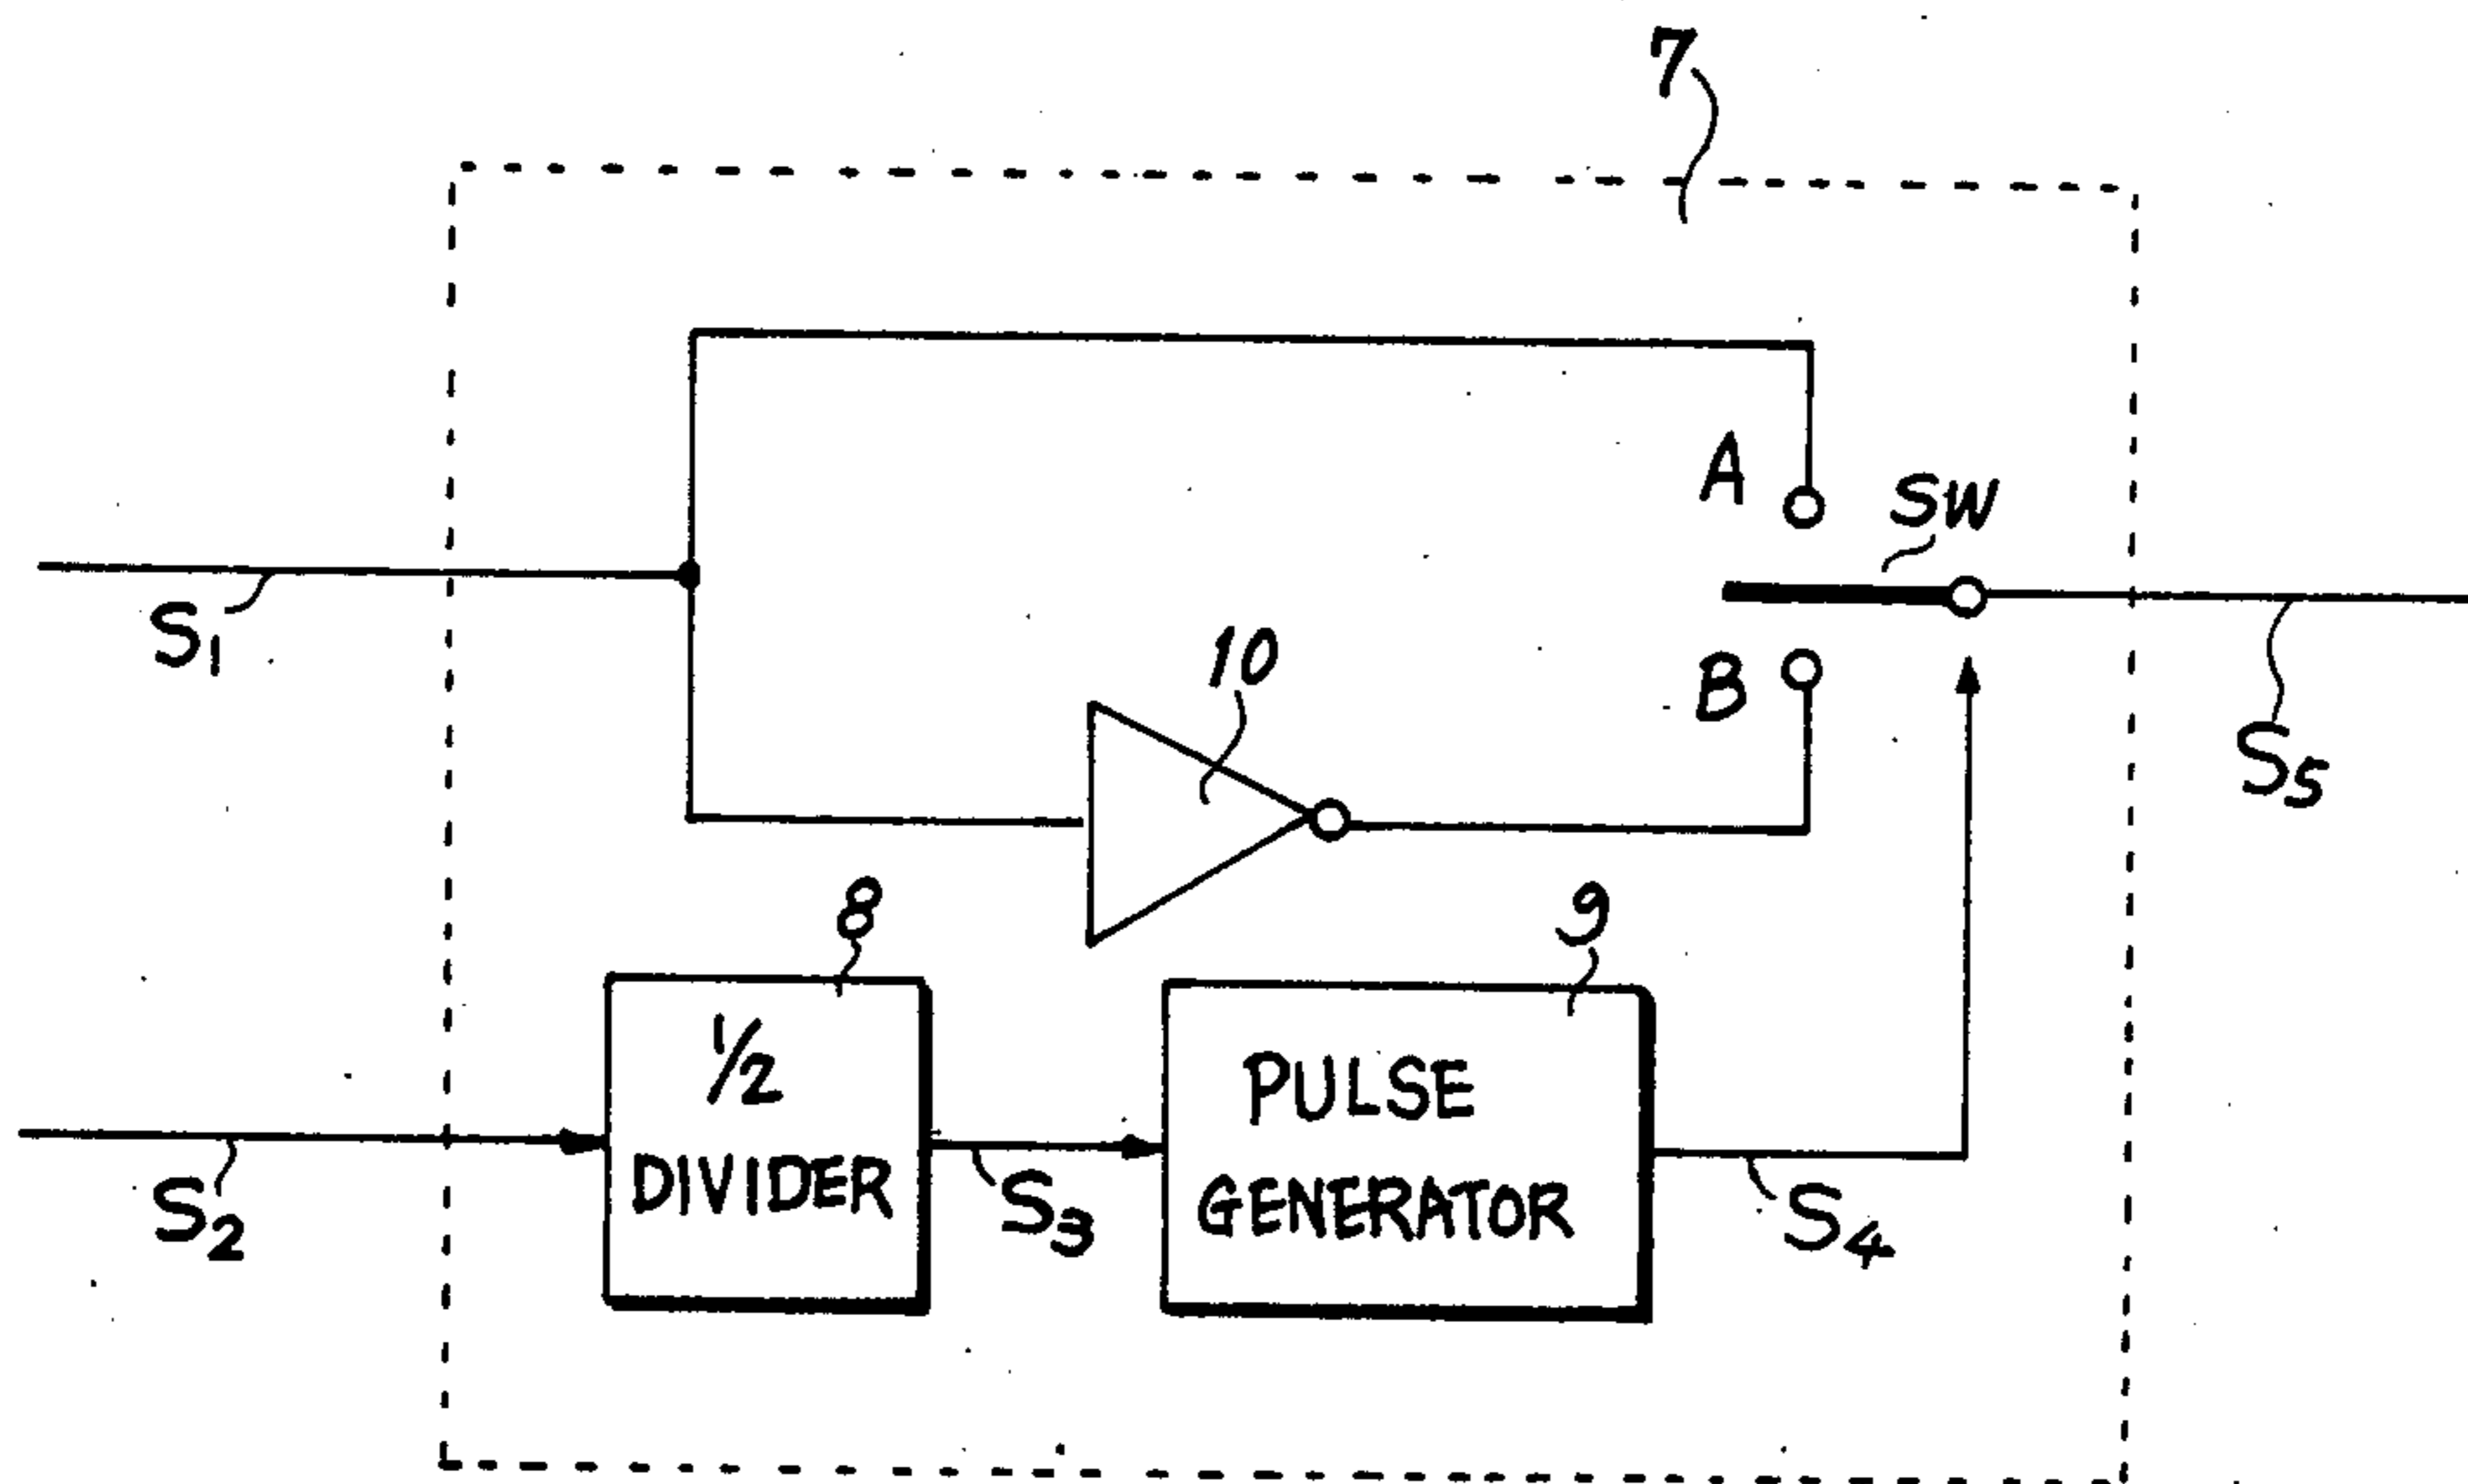 7
A
SW
S1
10
B
S5
8
9
1/2
DIVIDER
PULSE
GENERATOR
S2
S3
S4